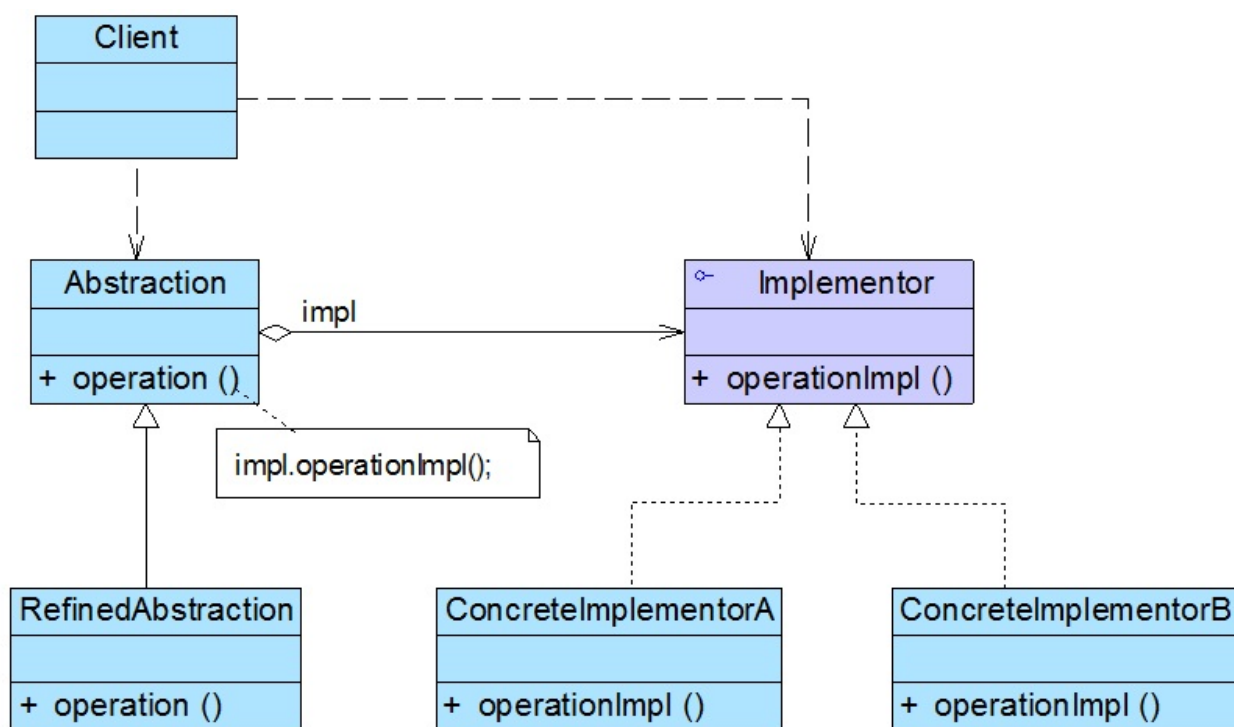 Client
Abstraction
+ operation ()
impl
Implementor
+ operationImpl ()
impl.operationImpl();
RefinedAbstraction
+ operation ()
ConcreteImplementorA
+ operationImpl ()
ConcreteImplementorB
+ operationImpl ()